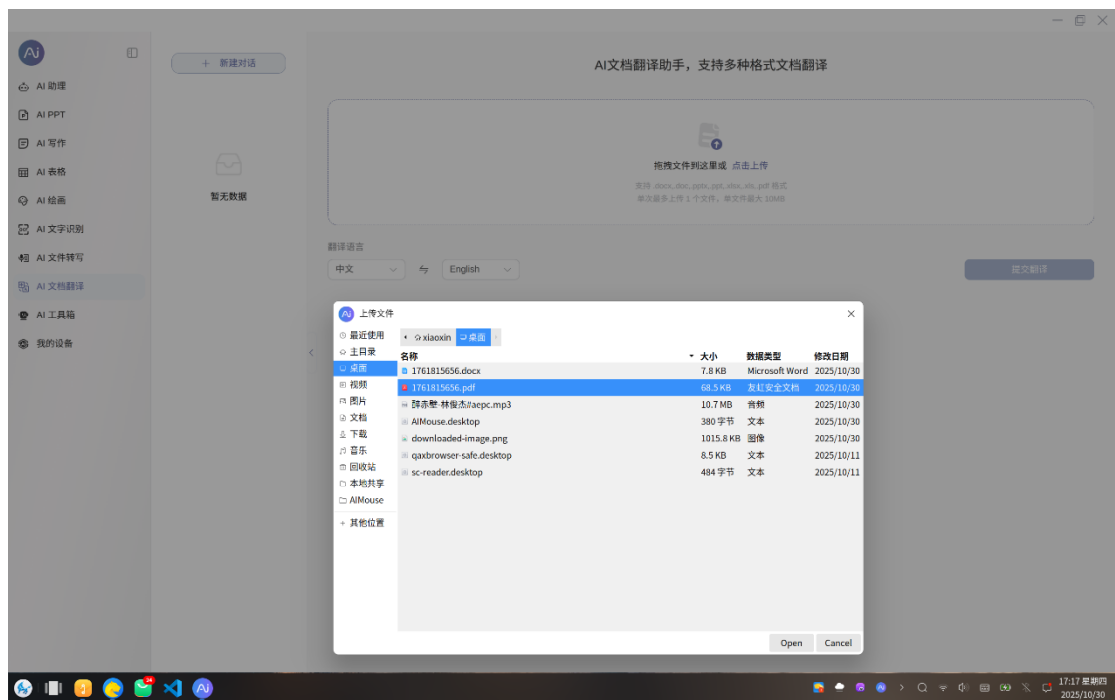 Ai
AI 助理
AI PPT
AI 写作
AI 表格
AI 绘画
AI 文字识别
AI 文件转写
AI 文档翻译
AI 工具箱
我的设备
+ 新建对话
暂无数据
AI文档翻译助手，支持多种格式文档翻译
拖拽文件到这里或 点击上传
支持 .docx,.doc,.pptx,.ppt,.xlsx,.xls,.pdf 格式
单次最多上传 1 个文件，单文件最大 10MB
翻译语言
中文 English
提交翻译
Ai 上传文件
最近使用
主目录
桌面
视频
图片
文档
下载
音乐
回收站
本地共享
AIMouse
+ 其他位置
xiaoxin 桌面
名称 大小 数据类型 修改日期
1761815656.docx 7.8 KB Microsoft Word 2025/10/30
1761815656.pdf 68.5 KB 友虹安全文档 2025/10/30
醉赤壁-林俊杰#aepc.mp3 10.7 MB 音频 2025/10/30
AIMouse.desktop 380 字节 文本 2025/10/30
downloaded-image.png 1015.8 KB 图像 2025/10/30
qaxbrowser-safe.desktop 8.5 KB 文本 2025/10/11
sc-reader.desktop 484 字节 文本 2025/10/11
Open Cancel
Ai
17:17 星期四
2025/10/30